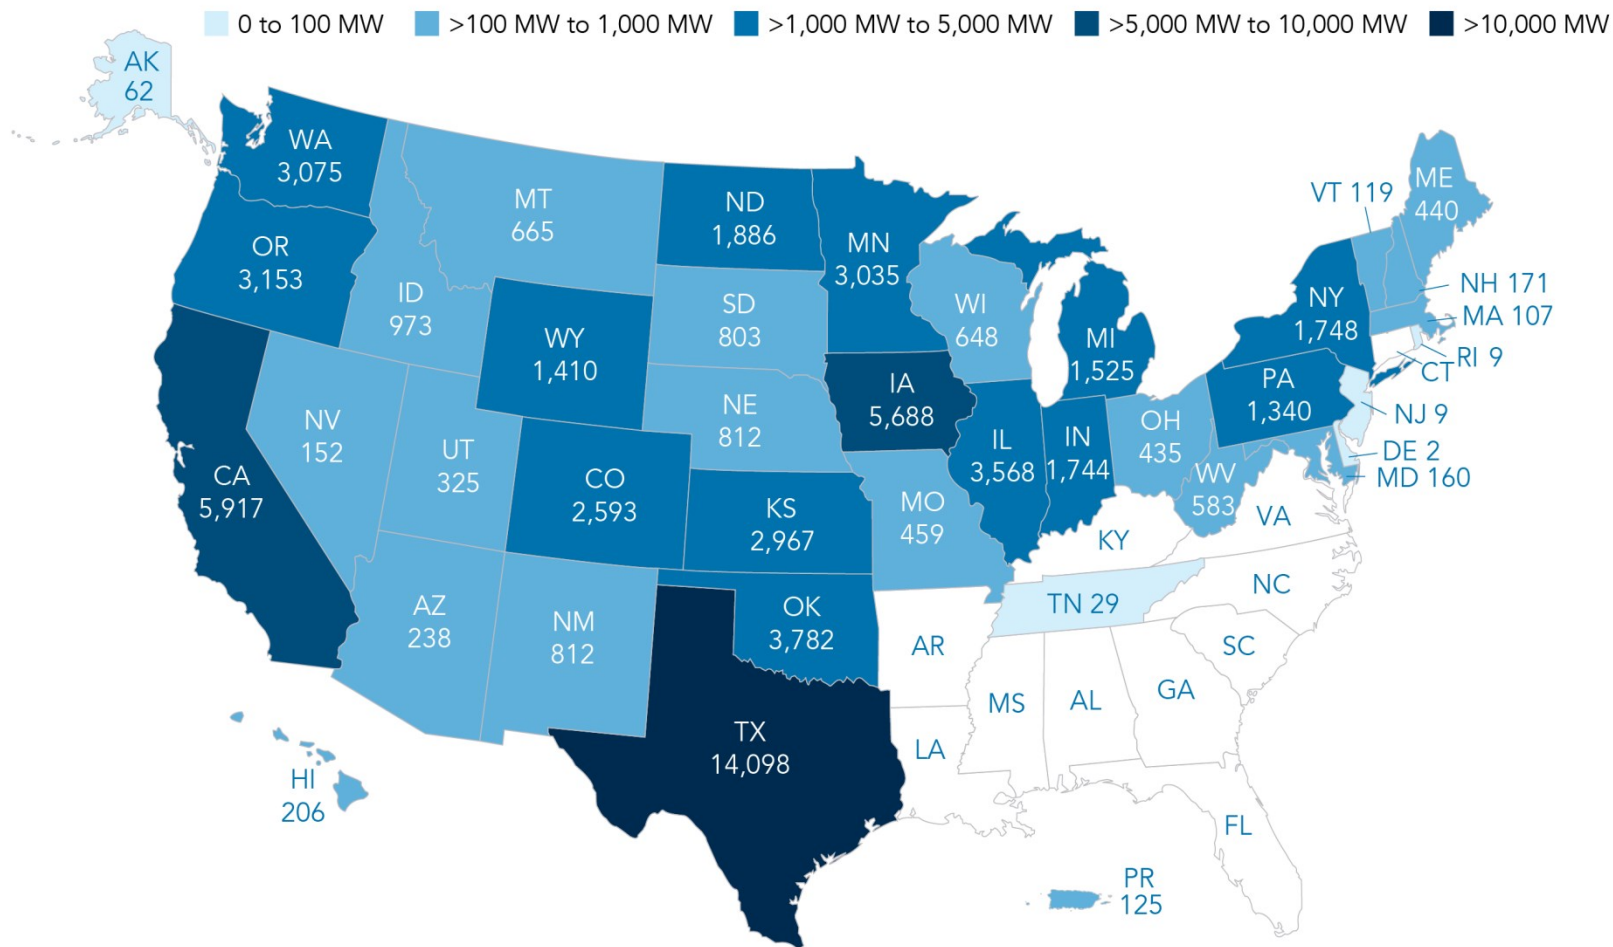 0 to 100 MW
>100 MW to 1,000 MW
>1,000 MW to 5,000 MW
>5,000 MW to 10,000 MW
>10,000 MW
AK
62
WA
3,075
OR
3,153
CA
5,917
MT
665
ID
973
NV
152
UT
325
AZ
238
WY
1,410
CO
2,593
NM
812
ND
1,886
SD
803
NE
812
KS
2,967
OK
3,782
TX
14,098
MN
3,035
IA
5,688
MO
459
AR
LA
WI
648
IL
3,568
MI
1,525
IN
1,744
OH
435
WV
583
KY
TN 29
MS
AL
GA
FL
SC
NC
VA
PA
1,340
NY
1,748
VT 119
ME
440
NH 171
MA 107
RI 9
CT
NJ 9
DE 2
MD 160
HI
206
PR
125